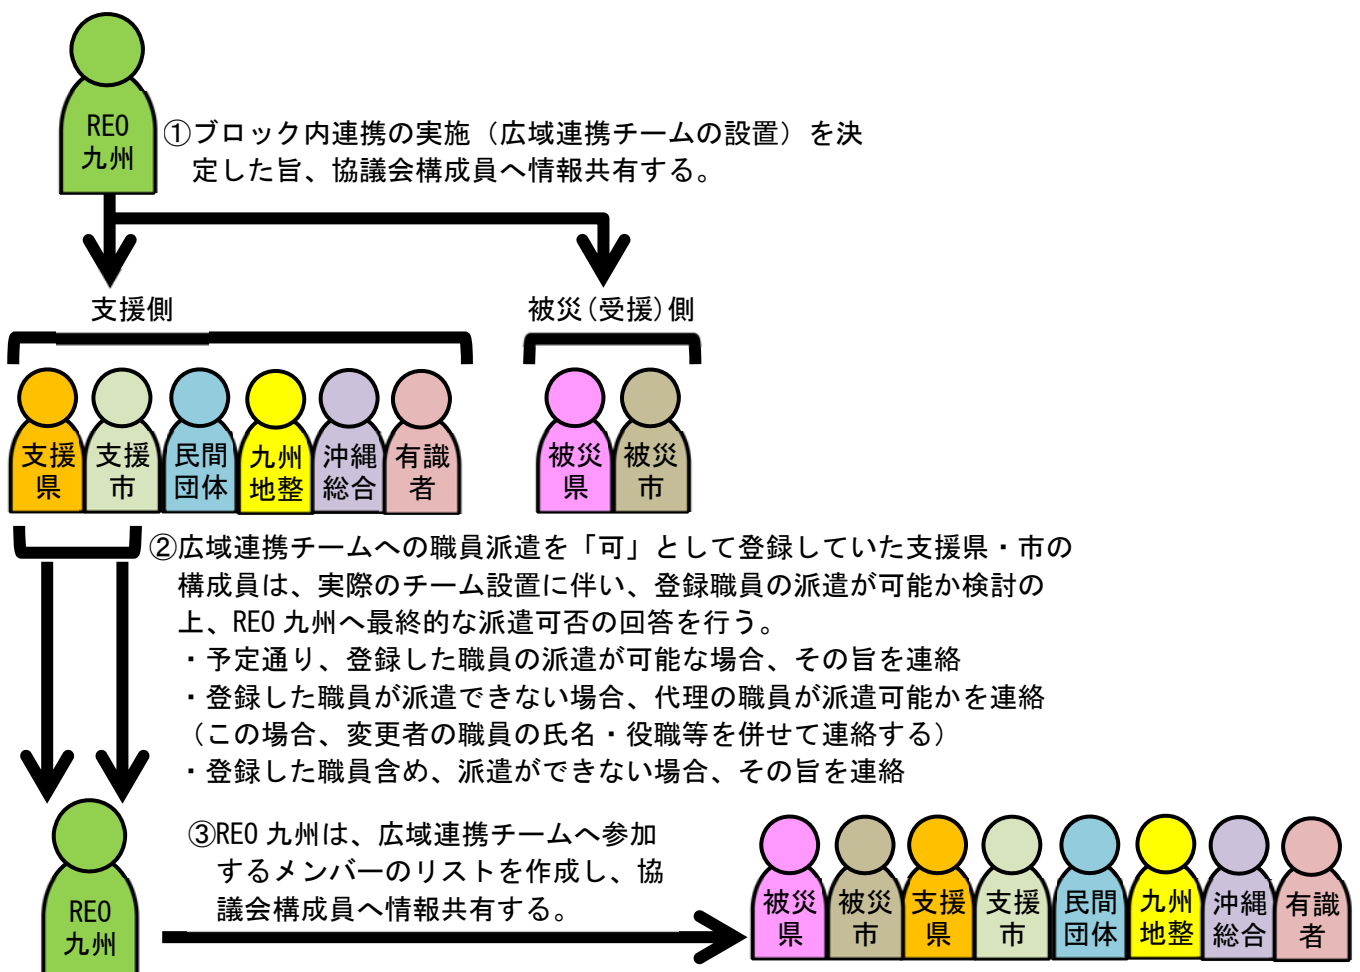 REO
九州
①ブロック内連携の実施（広域連携チームの設置）を決
定した旨、協議会構成員へ情報共有する。
支援側
被災(受援)側
支援
県
支援
市
民間
団体
九州
地整
沖縄
総合
有識
者
被災
県
被災
市
②広域連携チームへの職員派遣を「可」として登録していた支援県・市の
構成員は、実際のチーム設置に伴い、登録職員の派遣が可能か検討の
上、REO 九州へ最終的な派遣可否の回答を行う。
・予定通り、登録した職員の派遣が可能な場合、その旨を連絡
・登録した職員が派遣できない場合、代理の職員が派遣可能かを連絡
（この場合、変更者の職員の氏名・役職等を併せて連絡する）
・登録した職員含め、派遣ができない場合、その旨を連絡
REO
九州
③REO 九州は、広域連携チームへ参加
するメンバーのリストを作成し、協
議会構成員へ情報共有する。
被災
県
被災
市
支援
県
支援
市
民間
団体
九州
地整
沖縄
総合
有識
者